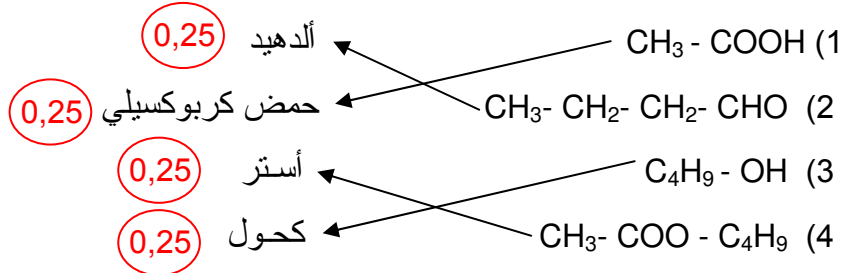 1) CH₃ - COOH ألدهيد 0,25
2) CH₃- CH₂- CH₂- CHO حمض كربوكسيلي 0,25
3) C₄H₉ - OH أستر 0,25
4) CH₃- COO - C₄H₉ كحول 0,25